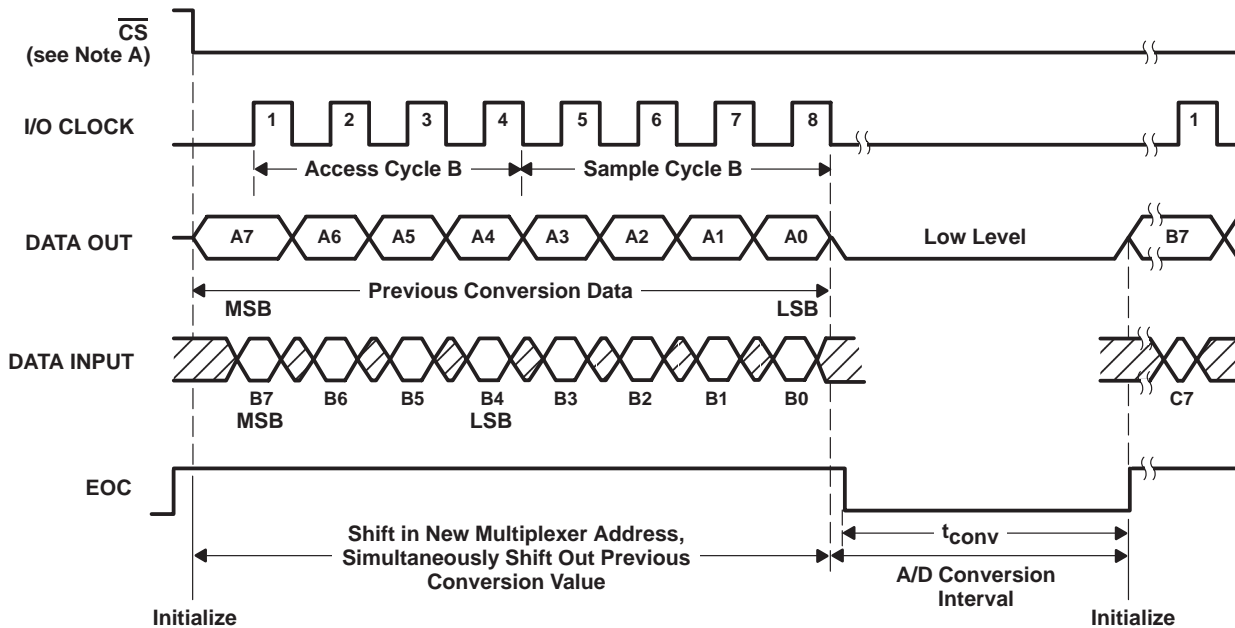 CS
(see Note A)
I/O CLOCK
1 2 3 4 5 6 7 8 1
Access Cycle B Sample Cycle B
DATA OUT
A7 A6 A5 A4 A3 A2 A1 A0 Low Level B7
Previous Conversion Data
MSB LSB
DATA INPUT
B7 B6 B5 B4 B3 B2 B1 B0 C7
MSB LSB
EOC
Shift in New Multiplexer Address,
Simultaneously Shift Out Previous
Conversion Value
tconv
A/D Conversion
Interval
Initialize Initialize